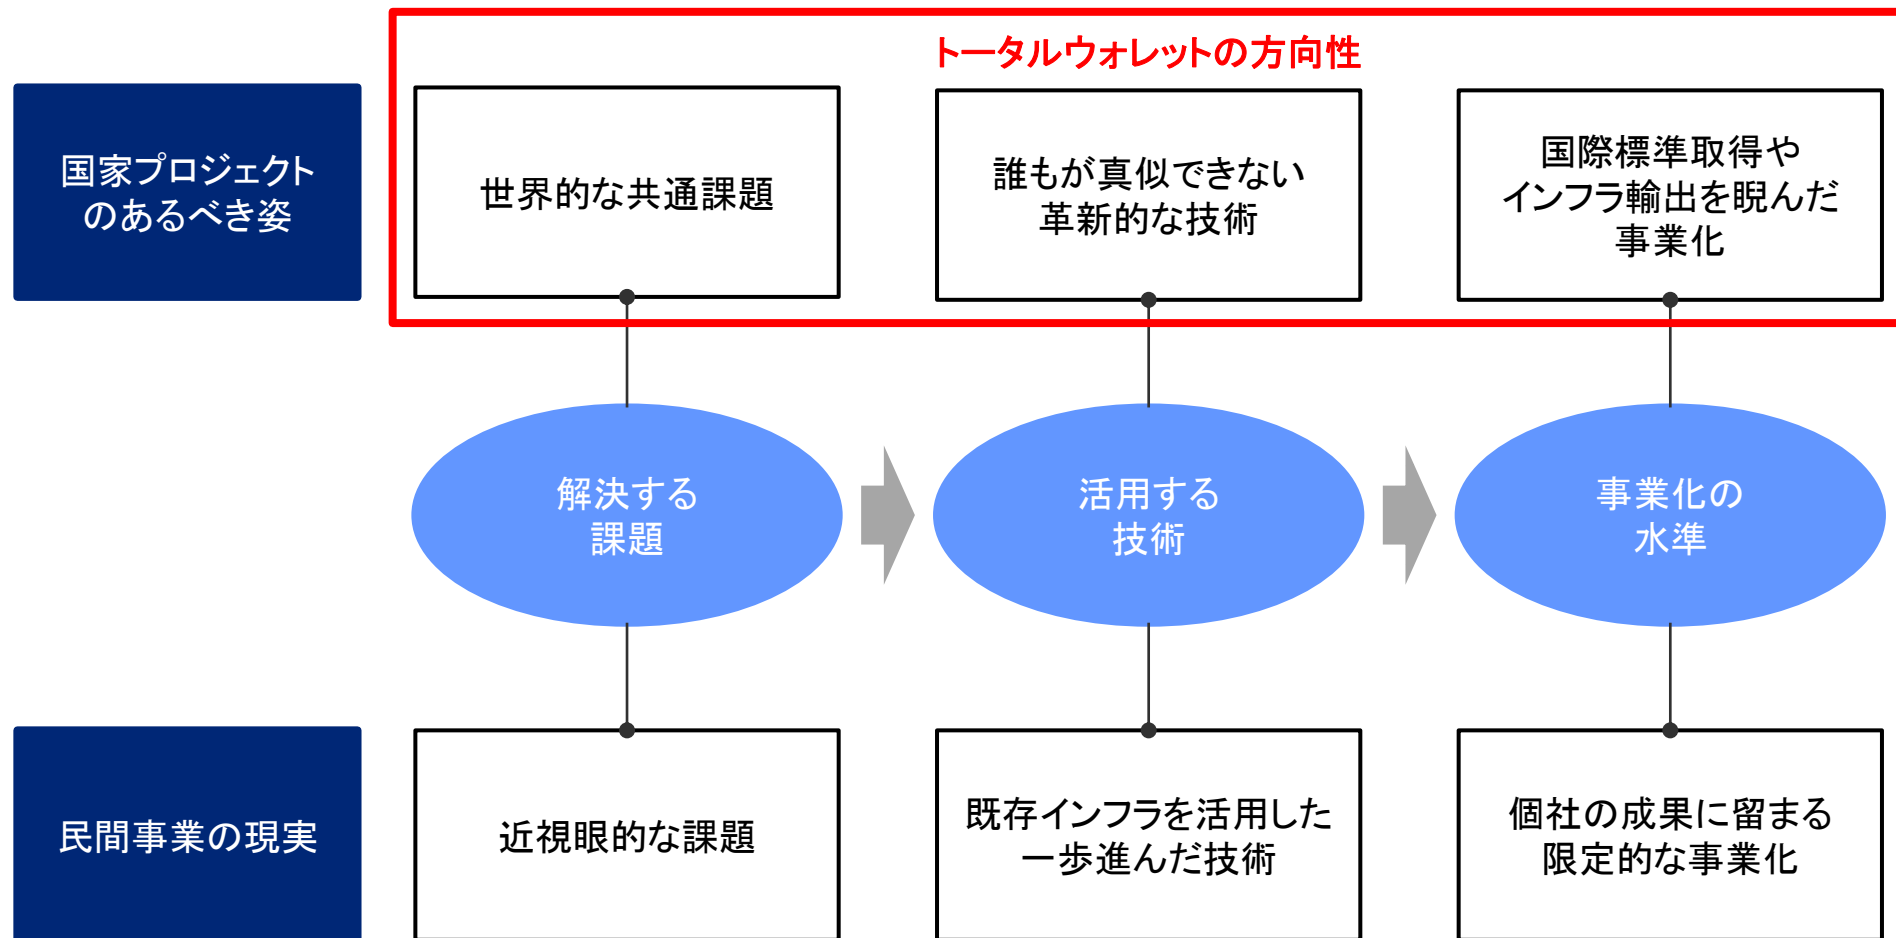 トータルウォレットの方向性
国家プロジェクト
のあるべき姿
世界的な共通課題
誰もが真似できない
革新的な技術
国際標準取得や
インフラ輸出を睨んだ
事業化
解決する
課題
活用する
技術
事業化の
水準
民間事業の現実
近視眼的な課題
既存インフラを活用した
一歩進んだ技術
個社の成果に留まる
限定的な事業化